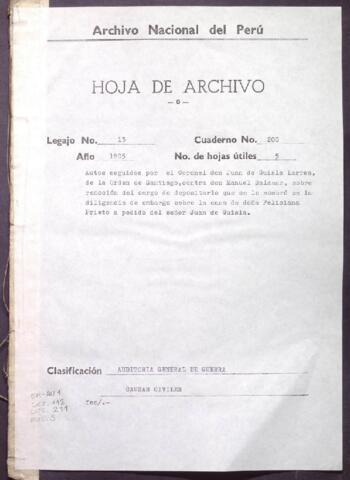 Archivo Nacional del Perú
HOJA DE ARCHIVO
— o —
Legajo No. 15 Cuaderno No. 200
Año 1805 No. de hojas útiles 5
Autos seguidos por el Coronel don Juan de Guisla Larrea,
de la Orden de Santiago,contra don Manuel Salazar, sobre
remoción del cargo de depositario que se le nombró en la
diligencia de embargo sobre la casa de doña Feliciana
Prieto a pedido del señor Juan de Guisla.
Clasificación AUDITORIA GENERAL DE GUERRA
CAUSAS CIVILES